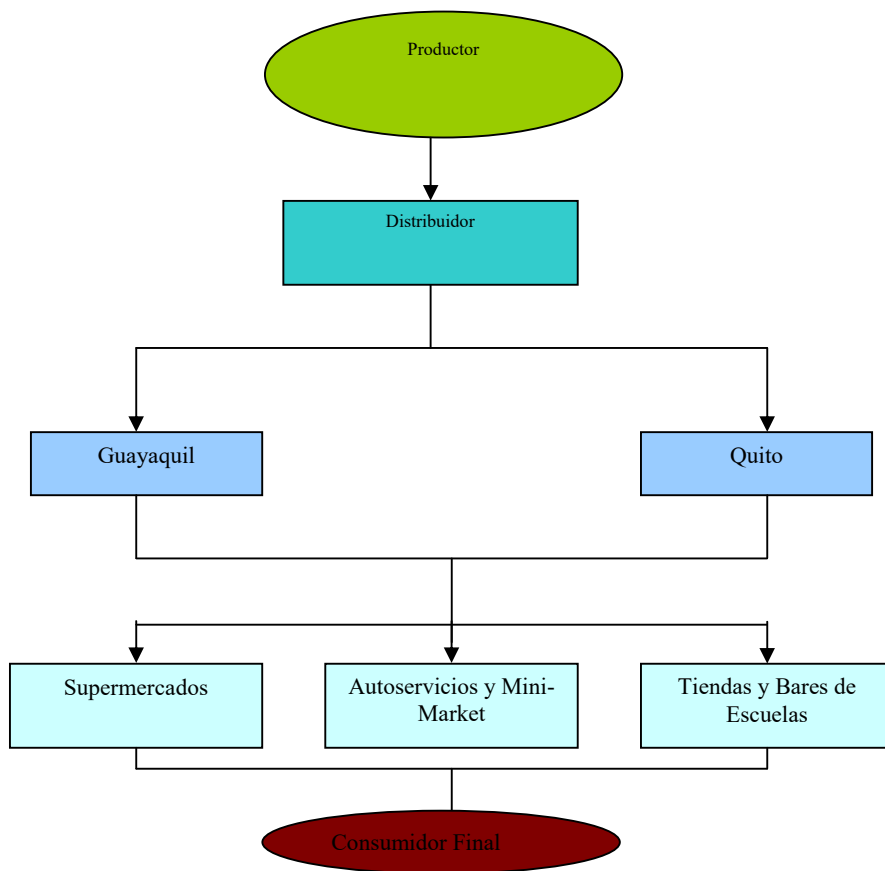 Productor
Distribuidor
Guayaquil
Quito
Supermercados
Autoservicios y Mini-
Market
Tiendas y Bares de
Escuelas
Consumidor Final